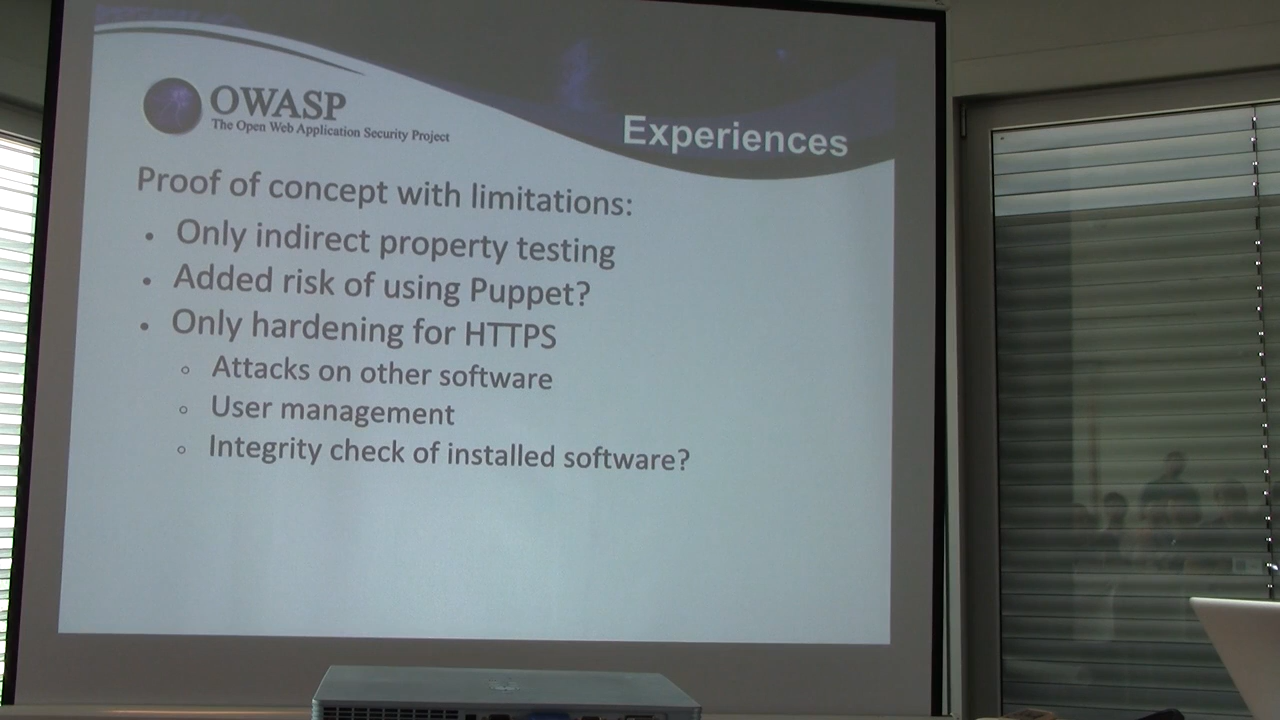 OWASP
The Open Web Application Security Project
Experiences
Proof of concept with limitations:
• Only indirect property testing
• Added risk of using Puppet?
• Only hardening for HTTPS
◦ Attacks on other software
◦ User management
◦ Integrity check of installed software?